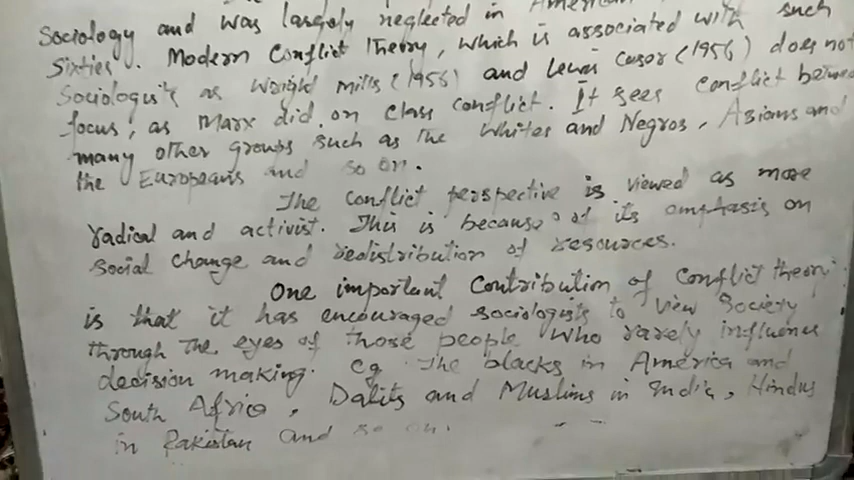 Sociology and was largely neglected in American
Sixties. Modern Conflict Theory, which is associated with such
Sociologists as Wright Mills (1956) and Lewis Coser (1956) does not
focus, as Marx did on class conflict. It sees conflict between
many other groups such as the Whites and Negros, Asians and
the Europeans and so on.
The conflict perspective is viewed as more
radical and activist. This is because of its emphasis on
social change and redistribution of resources.
One important Contribution of Conflict theory
is that it has encouraged sociologists to view Society
through the eyes of those people who rarely influence
decision making. eg The blacks in America and
South Africa, Dalits and Muslims in India, Hindus
in Pakistan and so on.